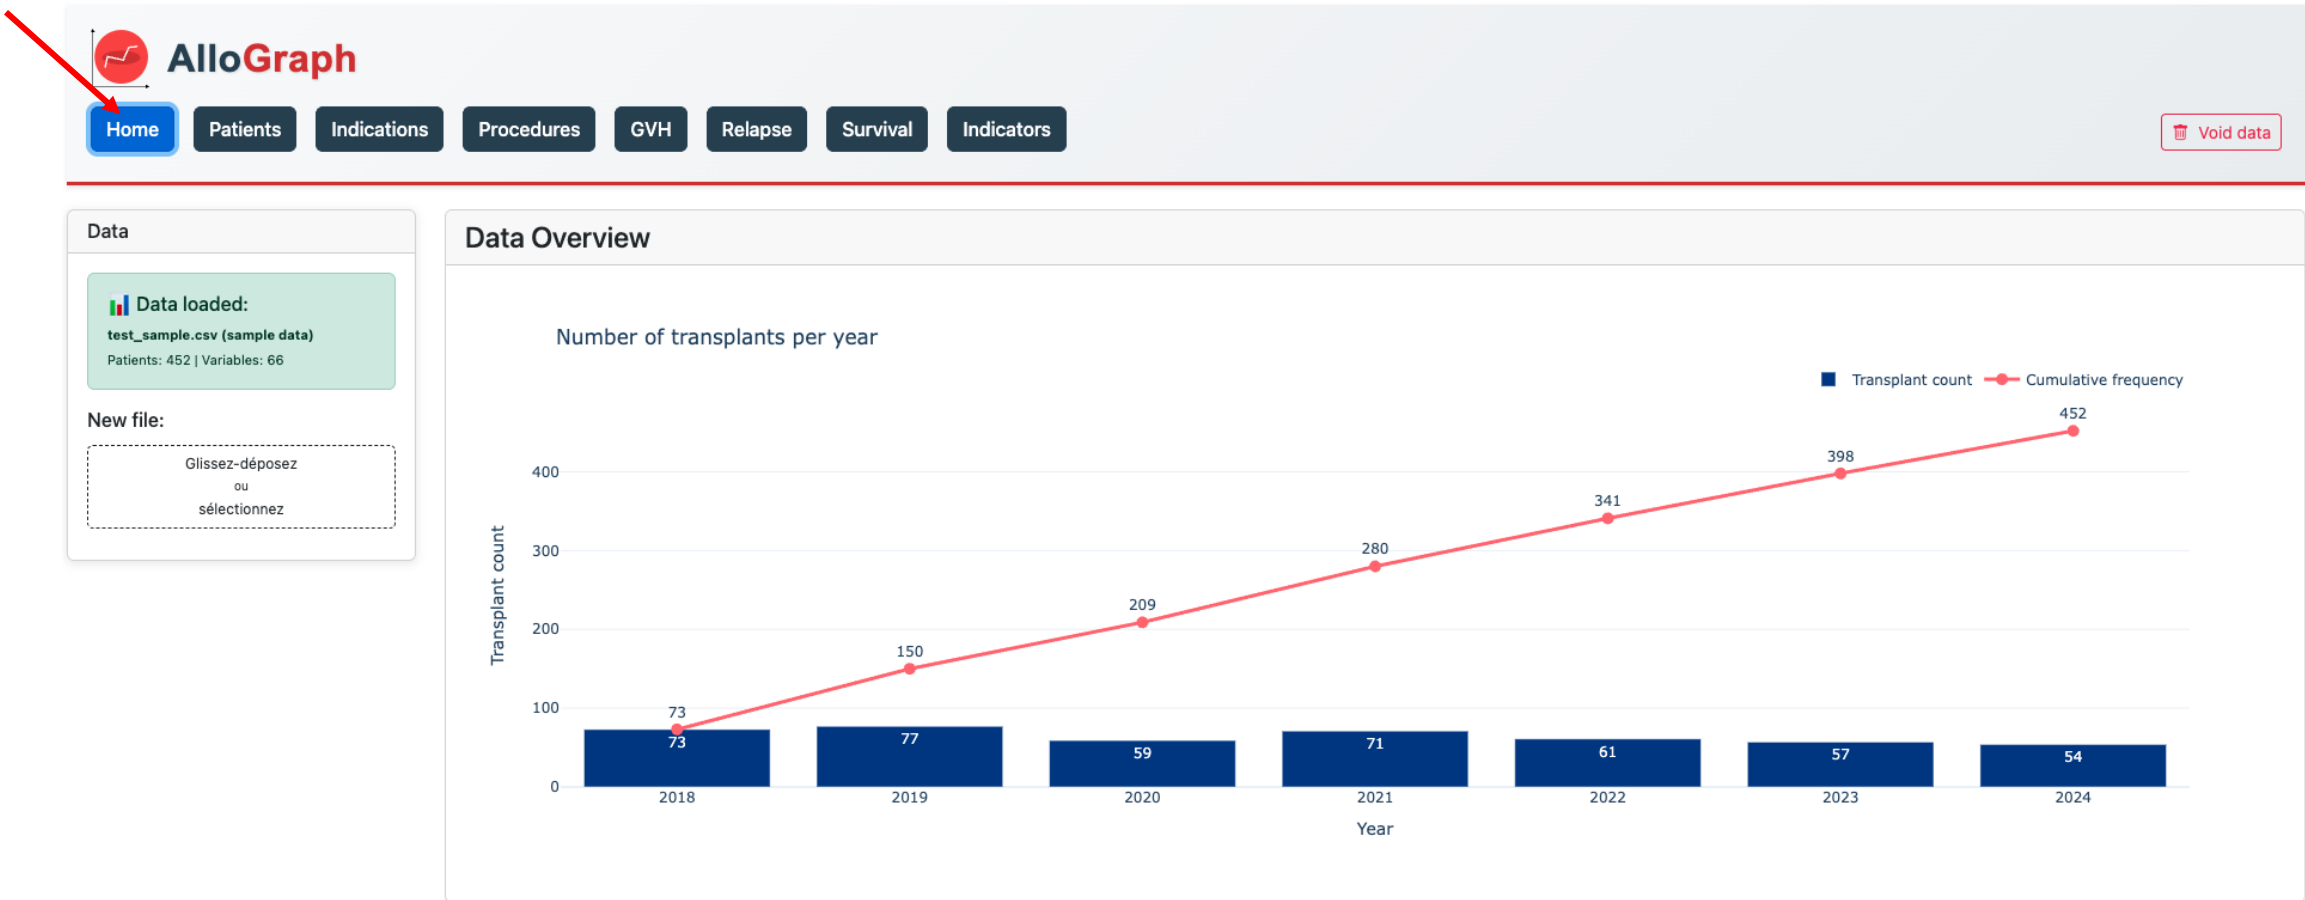 AlloGraph
Home Patients Indications Procedures GVH Relapse Survival Indicators
Void data
Data
Data loaded:
test_sample.csv (sample data)
Patients: 452 | Variables: 66
New file:
Glissez-déposez
ou
sélectionnez
Data Overview
Number of transplants per year
Transplant count Cumulative frequency
452
398
341
280
209
150
73
400
300
200
100
0
Transplant count
73 77 59 71 61 57 54
2018 2019 2020 2021 2022 2023 2024
Year